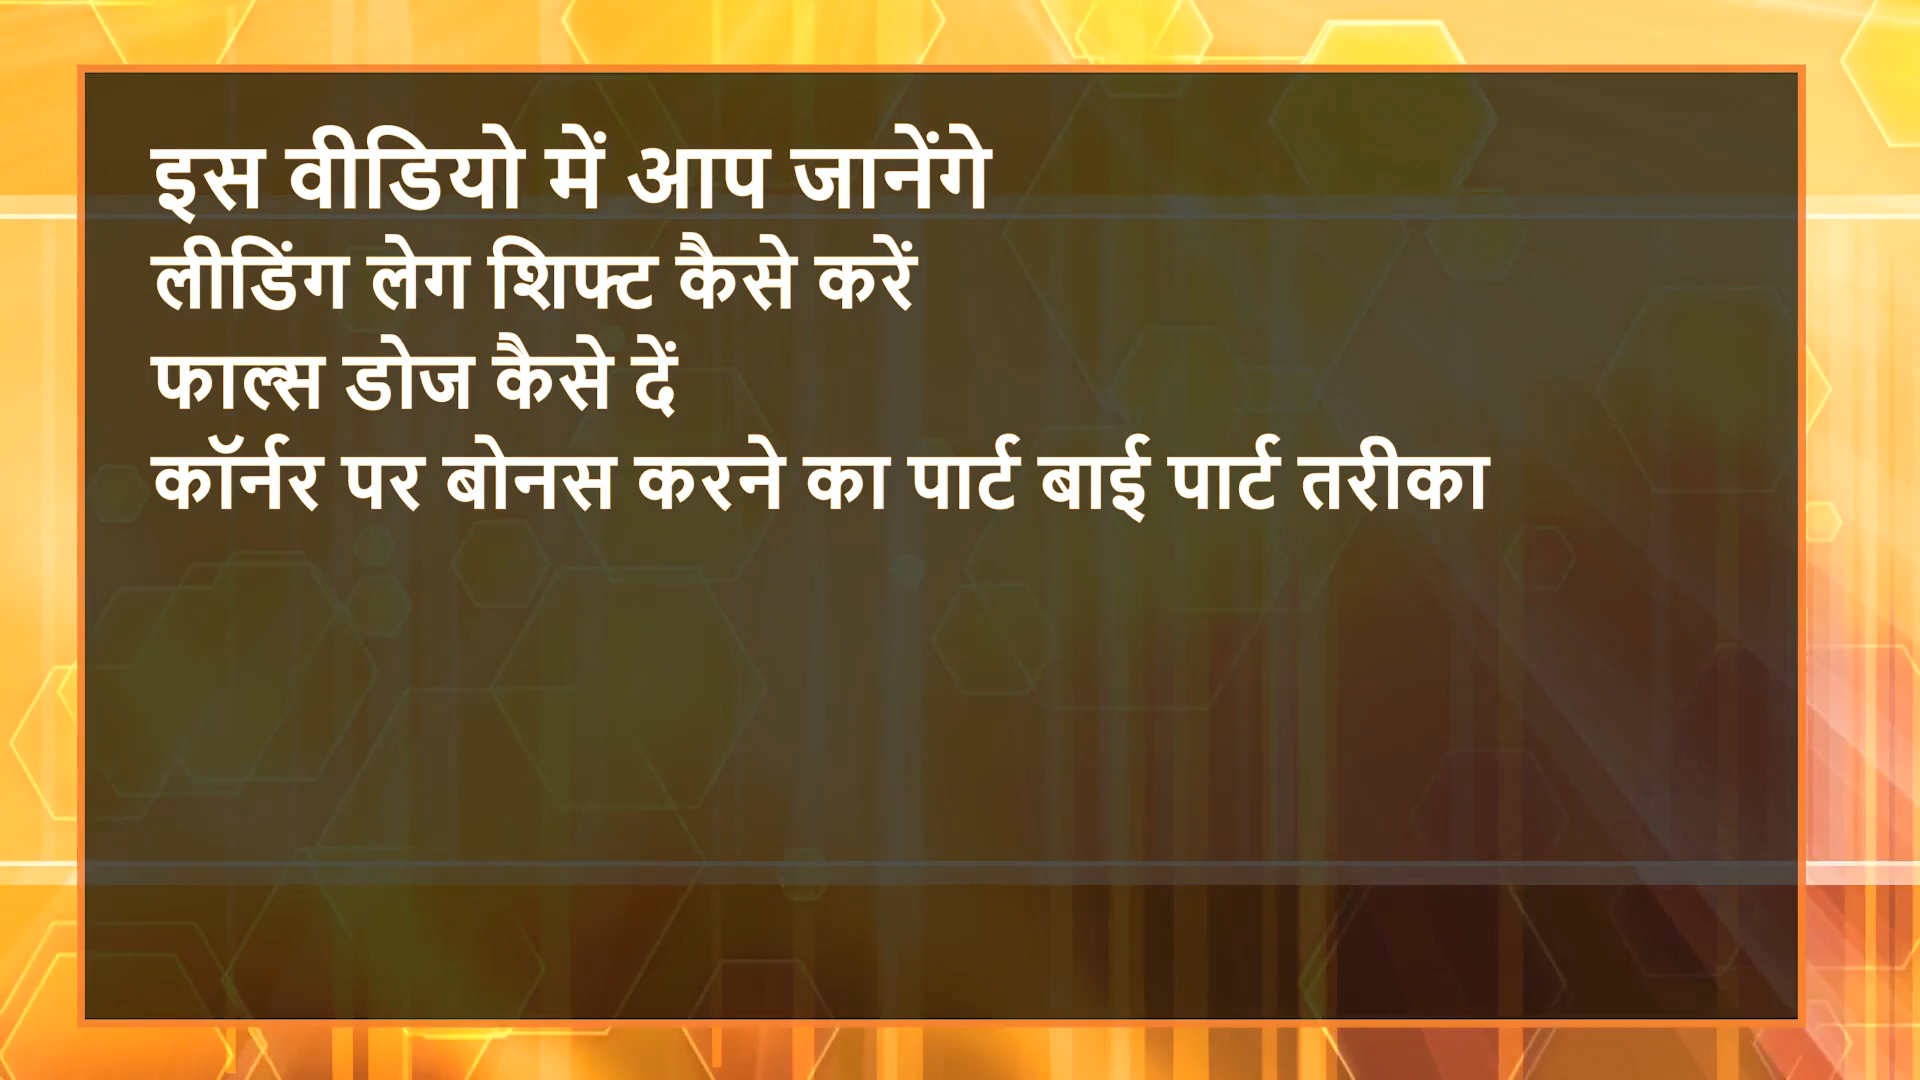 इस वीडियो में आप जानेंगे
लीडिंग लेग शिफ्ट कैसे करें
फाल्स डोज कैसे दें
कॉर्नर पर बोनस करने का पार्ट बाई पार्ट तरीका